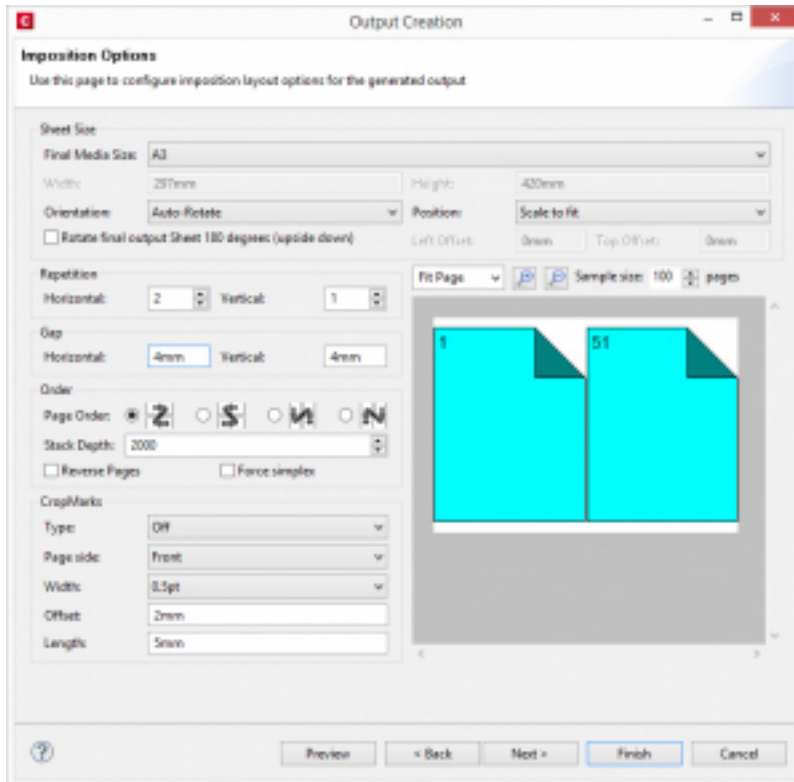 Output Creation
Imposition Options
Use this page to configure imposition layout options for the generated output
Sheet Size
Final Media Size: A3
Width: 297mm Height: 420mm
Orientation: Auto-Rotate Position: Scale to fit
Rotate final output Sheet 180 degrees (upside down) Left Offset: 0mm Top Offset: 0mm
Repetition Fit Page Sample size: 100 pages
Horizontal: 2 Vertical: 1
Gap
Horizontal: 4mm Vertical: 4mm
1 51
Order
Page Order:
Stack Depth: 2000
Reverse Pages Force simplex
CropMarks
Type: Off
Page side: Front
Width: 0.5pt
Offset: 2mm
Length: 5mm
Preview < Back Next > Finish Cancel